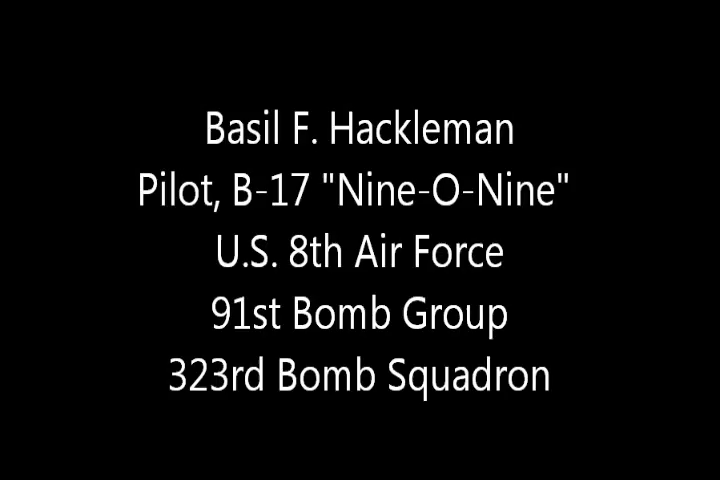 Basil F. Hackleman
Pilot, B-17 "Nine-O-Nine"
U.S. 8th Air Force
91st Bomb Group
323rd Bomb Squadron